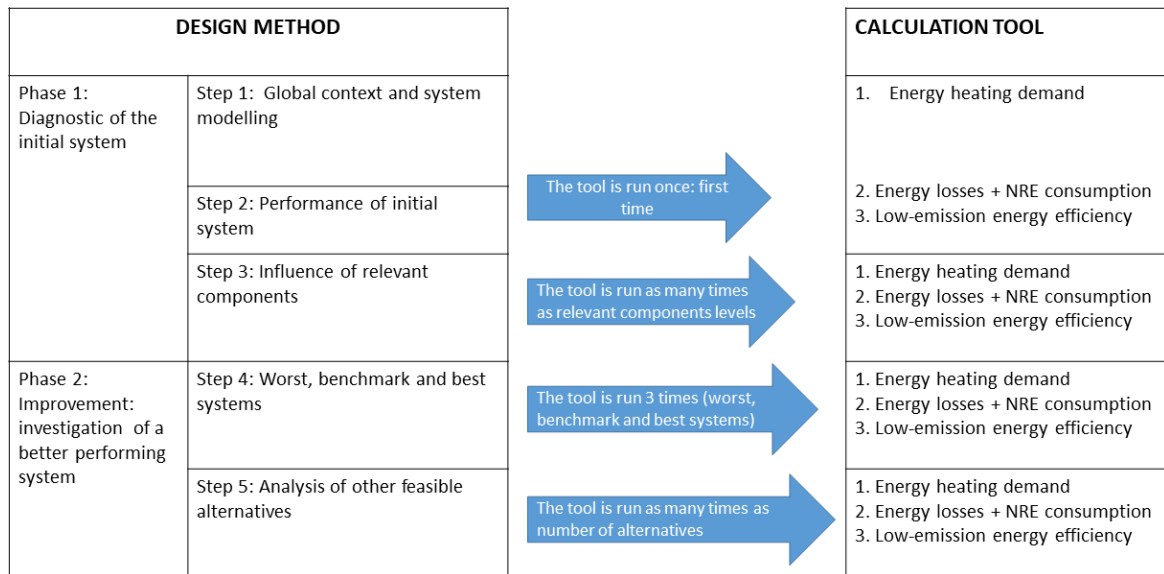 DESIGN METHOD
CALCULATION TOOL
Phase 1:
Diagnostic of the
initial system
Step 1: Global context and system
modelling
1. Energy heating demand
Step 2: Performance of initial
system
The tool is run once: first
time
2. Energy losses + NRE consumption
3. Low-emission energy efficiency
Step 3: Influence of relevant
components
The tool is run as many times
as relevant components levels
1. Energy heating demand
2. Energy losses + NRE consumption
3. Low-emission energy efficiency
Phase 2:
Improvement:
investigation of a
better performing
system
Step 4: Worst, benchmark and best
systems
The tool is run 3 times (worst,
benchmark and best systems)
1. Energy heating demand
2. Energy losses + NRE consumption
3. Low-emission energy efficiency
Step 5: Analysis of other feasible
alternatives
The tool is run as many times as
number of alternatives
1. Energy heating demand
2. Energy losses + NRE consumption
3. Low-emission energy efficiency